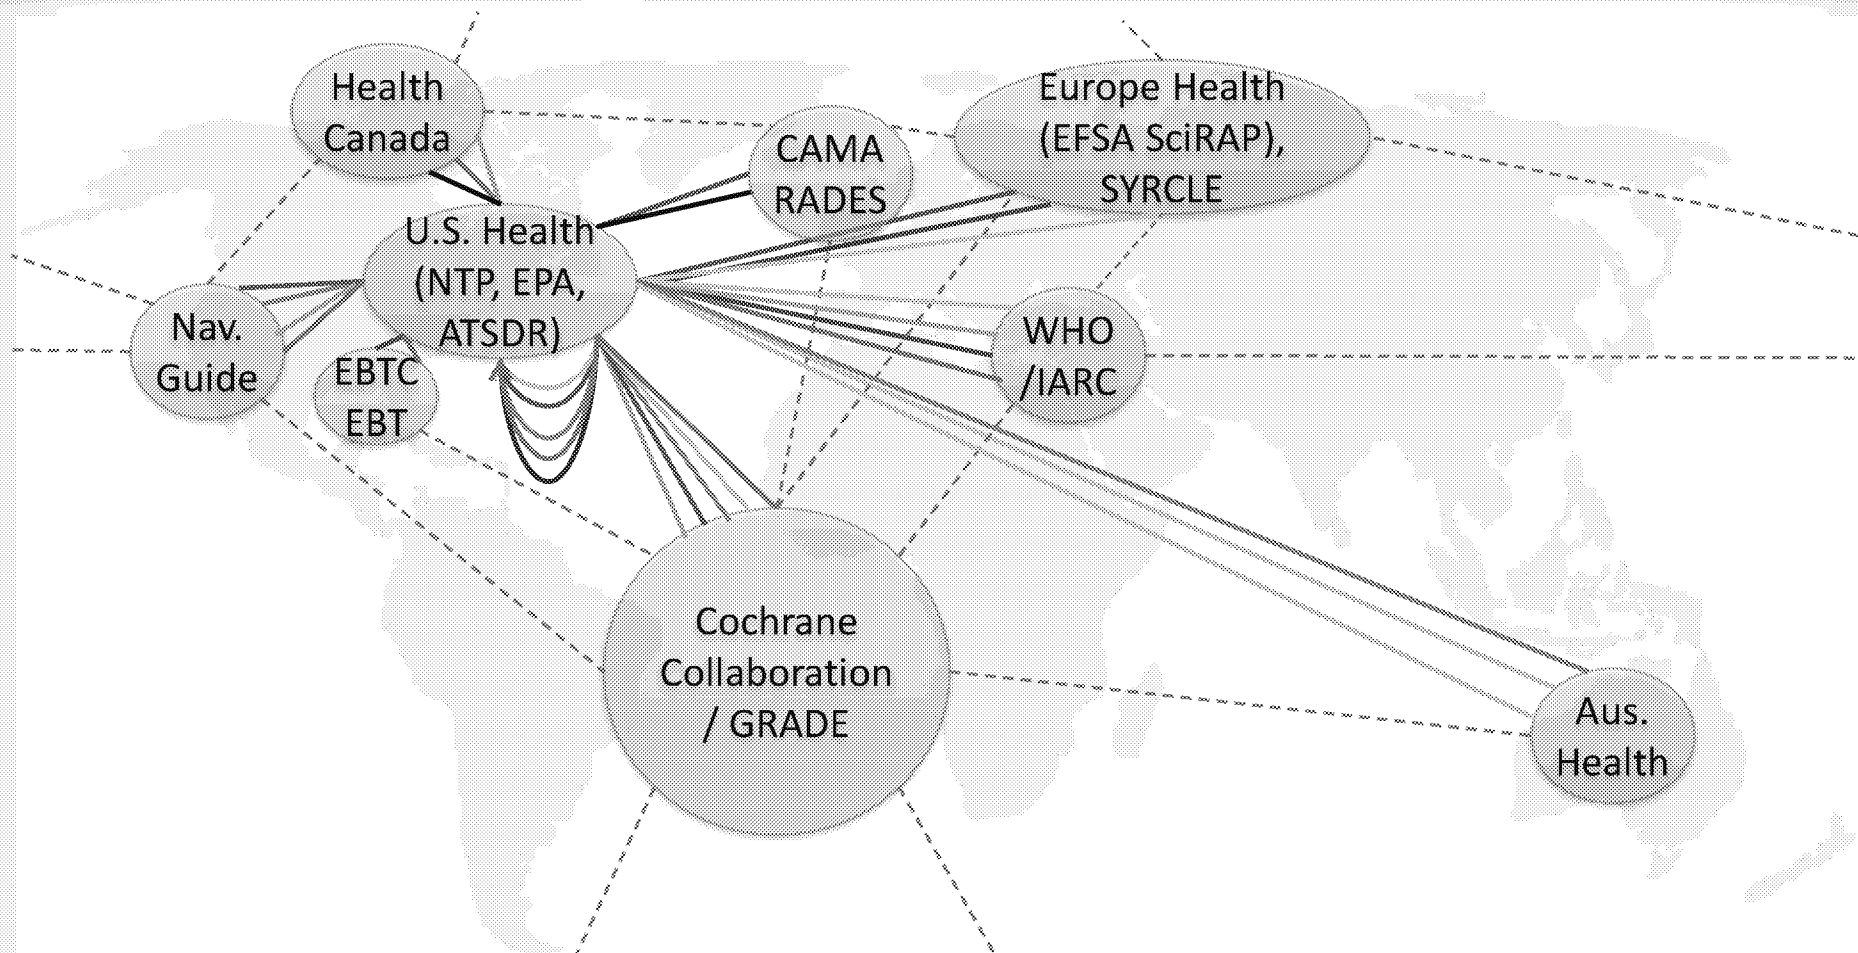 Health
Canada
CAMA
RADES
Europe Health
(EFSA SciRAP),
SYRCLE
U.S. Health
(NTP, EPA,
ATSDR)
Nav.
Guide
EBTC
EBT
WHO
/IARC
Cochrane
Collaboration
/ GRADE
Aus.
Health